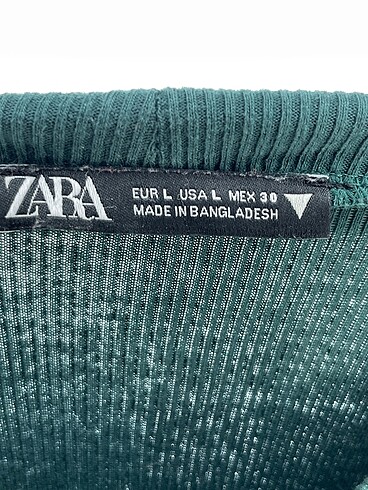 ZARA
EUR L USA L MEX 30
MADE IN BANGLADESH